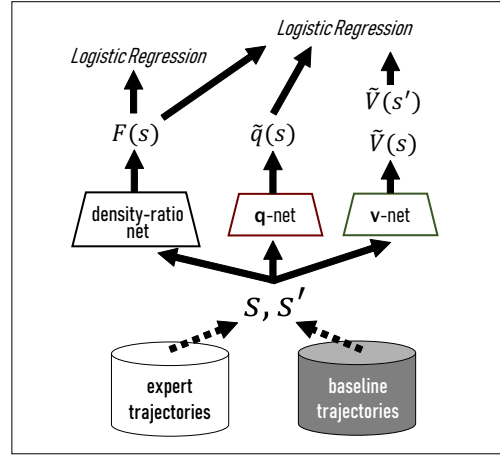 Logistic Regression
Logistic Regression
Ṽ(s′)
F(s)
q̃(s)
Ṽ(s)
density-ratio
net
q-net
v-net
s, s′
expert
trajectories
baseline
trajectories